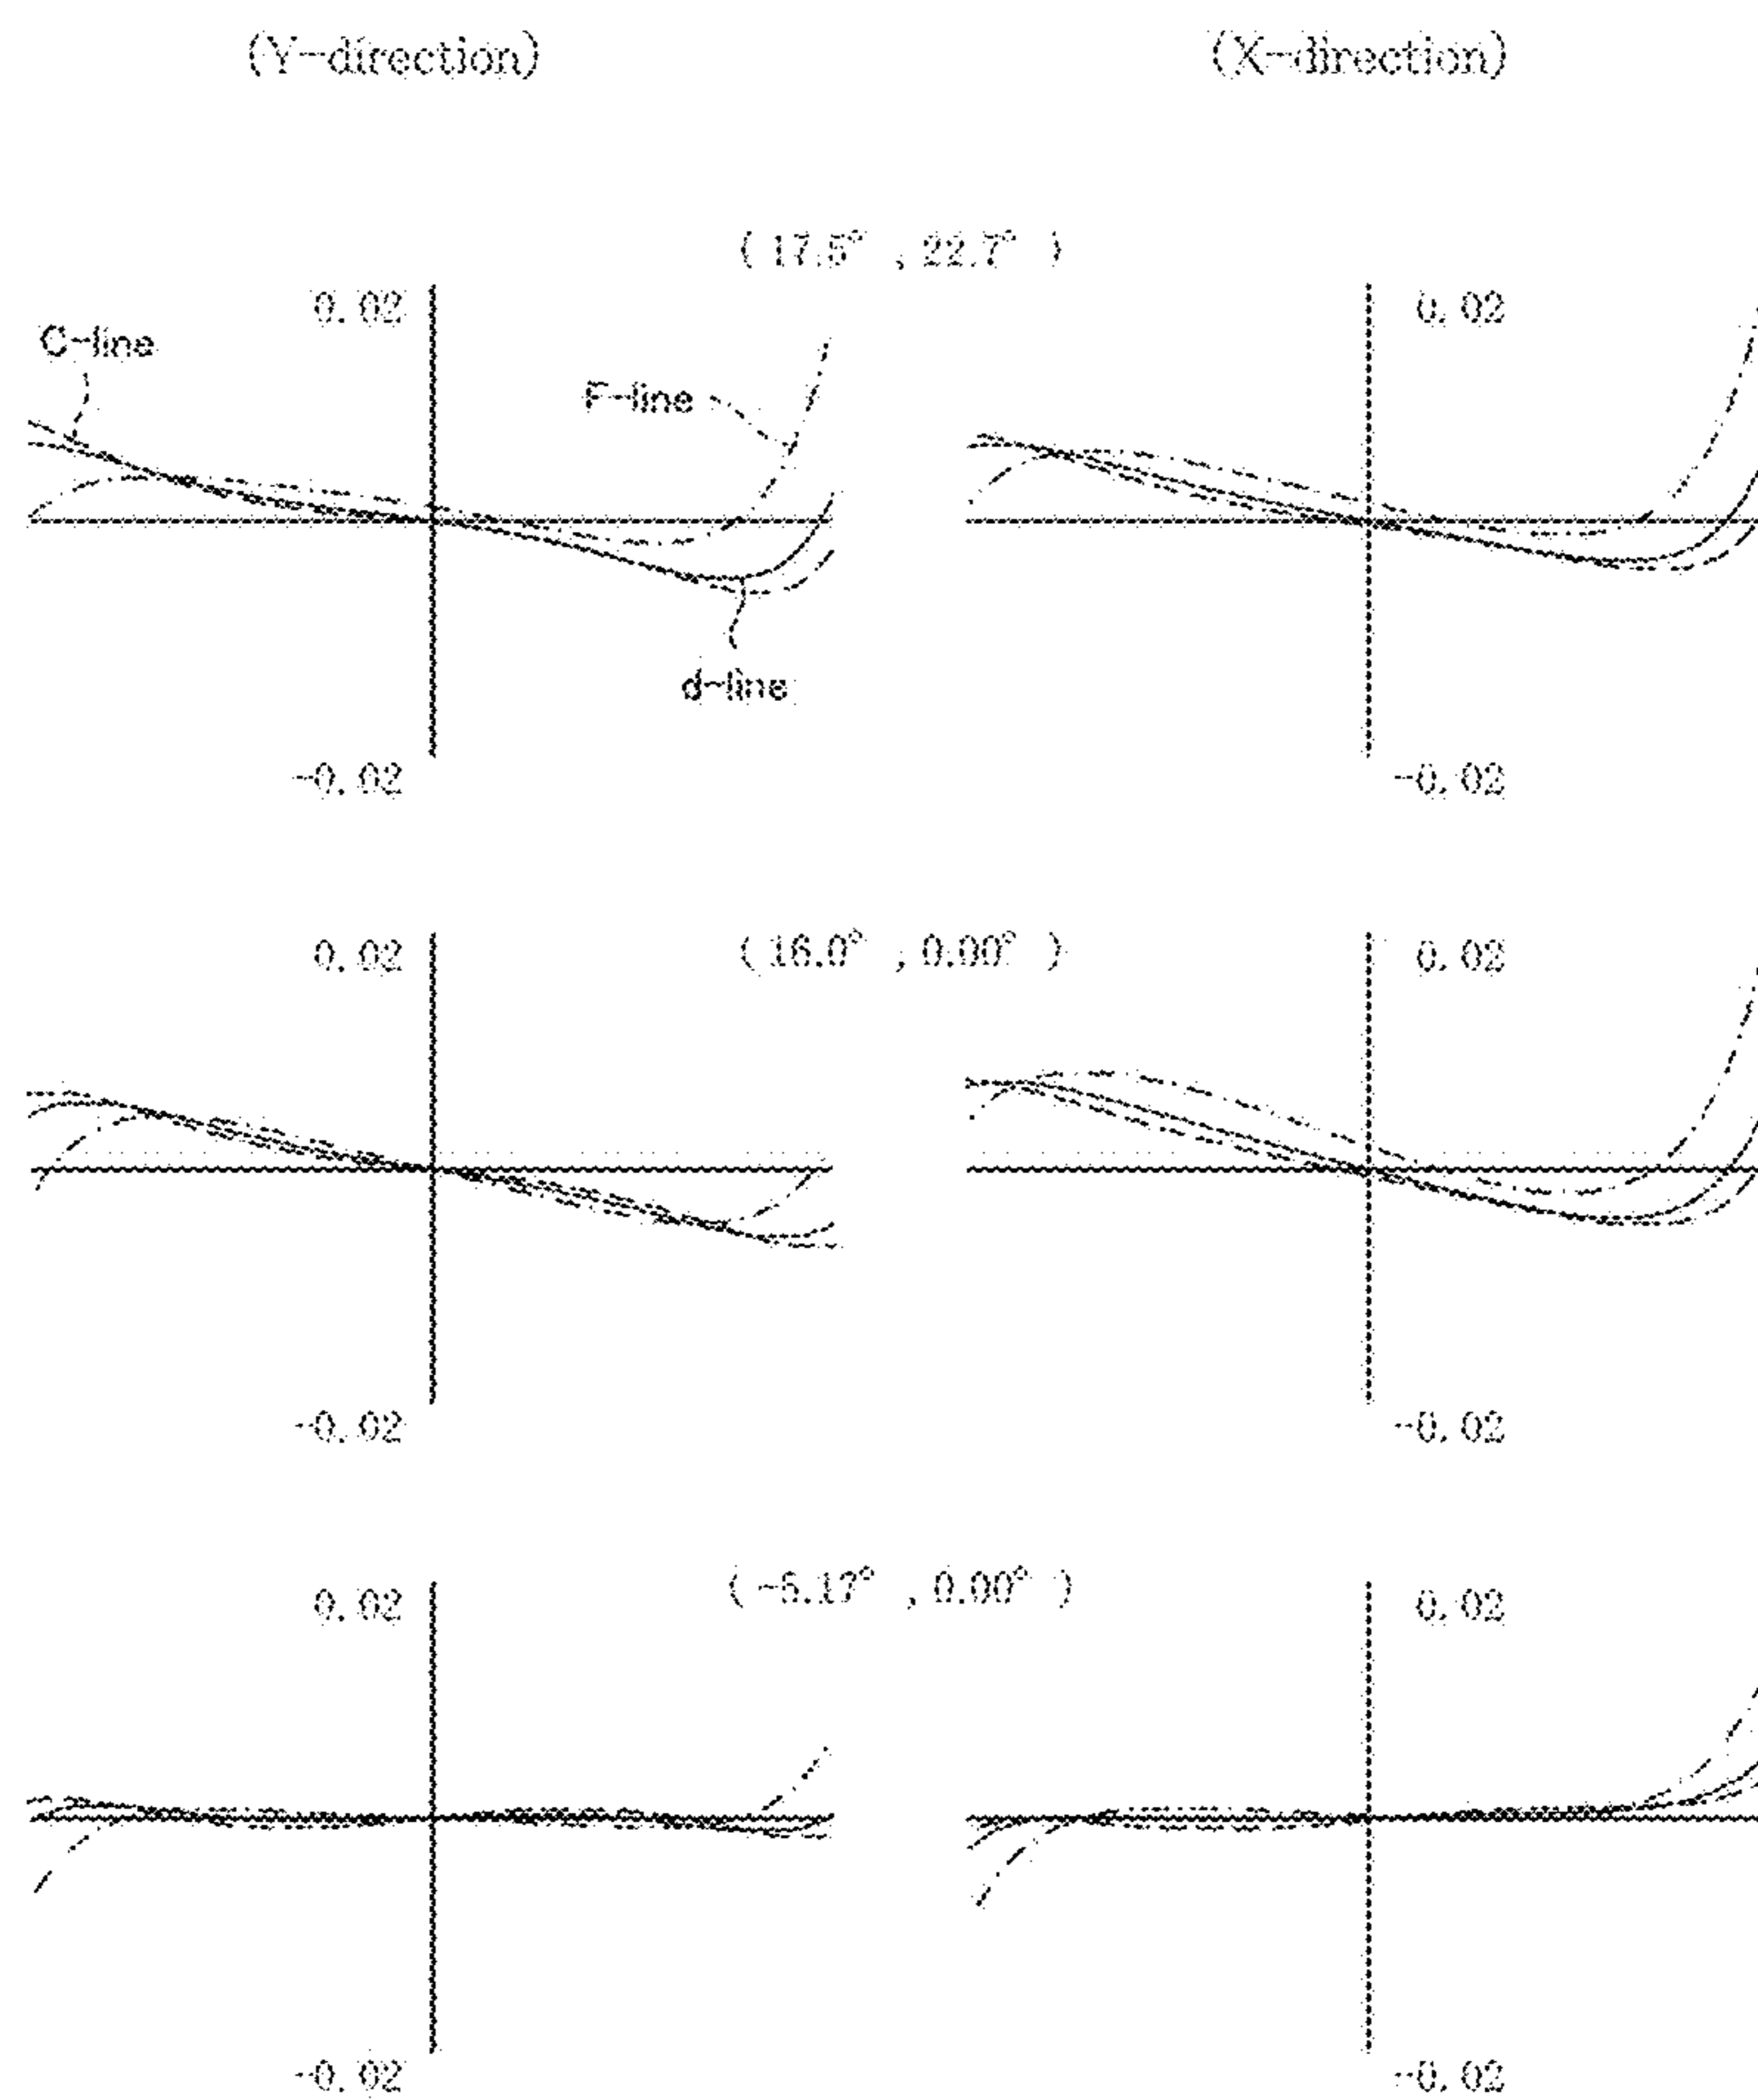 (Y-direction) (X-direction)
(17.5° , 22.7° )
0.02 0.02
C-line
F-line
d-line
-0.02 -0.02
0.02 (16.0° , 0.00° ) 0.02
-0.02 -0.02
0.02 (-6.17° , 0.00° ) 0.02
-0.02 -0.02